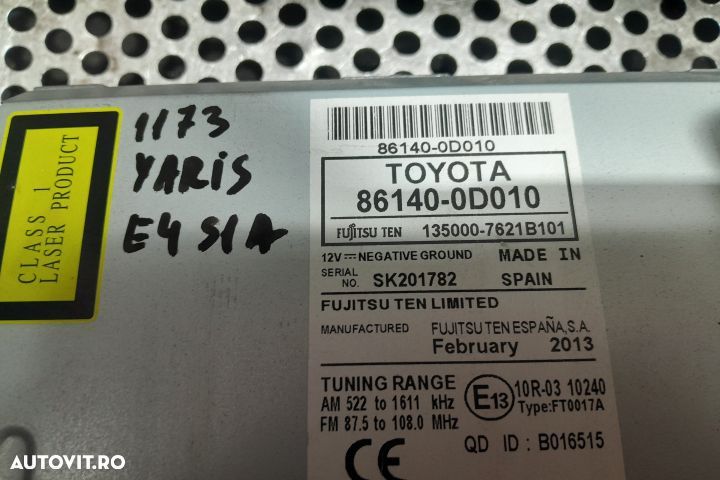 CLASS 1
LASER PRODUCT
1173
YARIS
E4 S1A
86140-0D010
TOYOTA
86140-0D010
FUJITSU TEN 135000-7621B101
12V NEGATIVE GROUND MADE IN
SERIAL NO. SK201782 SPAIN
FUJITSU TEN LIMITED
MANUFACTURED FUJITSU TEN ESPAÑA,S.A.
February 2013
TUNING RANGE
AM 522 to 1611 kHz
FM 87.5 to 108.0 MHz
E13 10R-03 10240
Type:FT0017A
QD ID : B016515
CE
AUTOVIT.RO